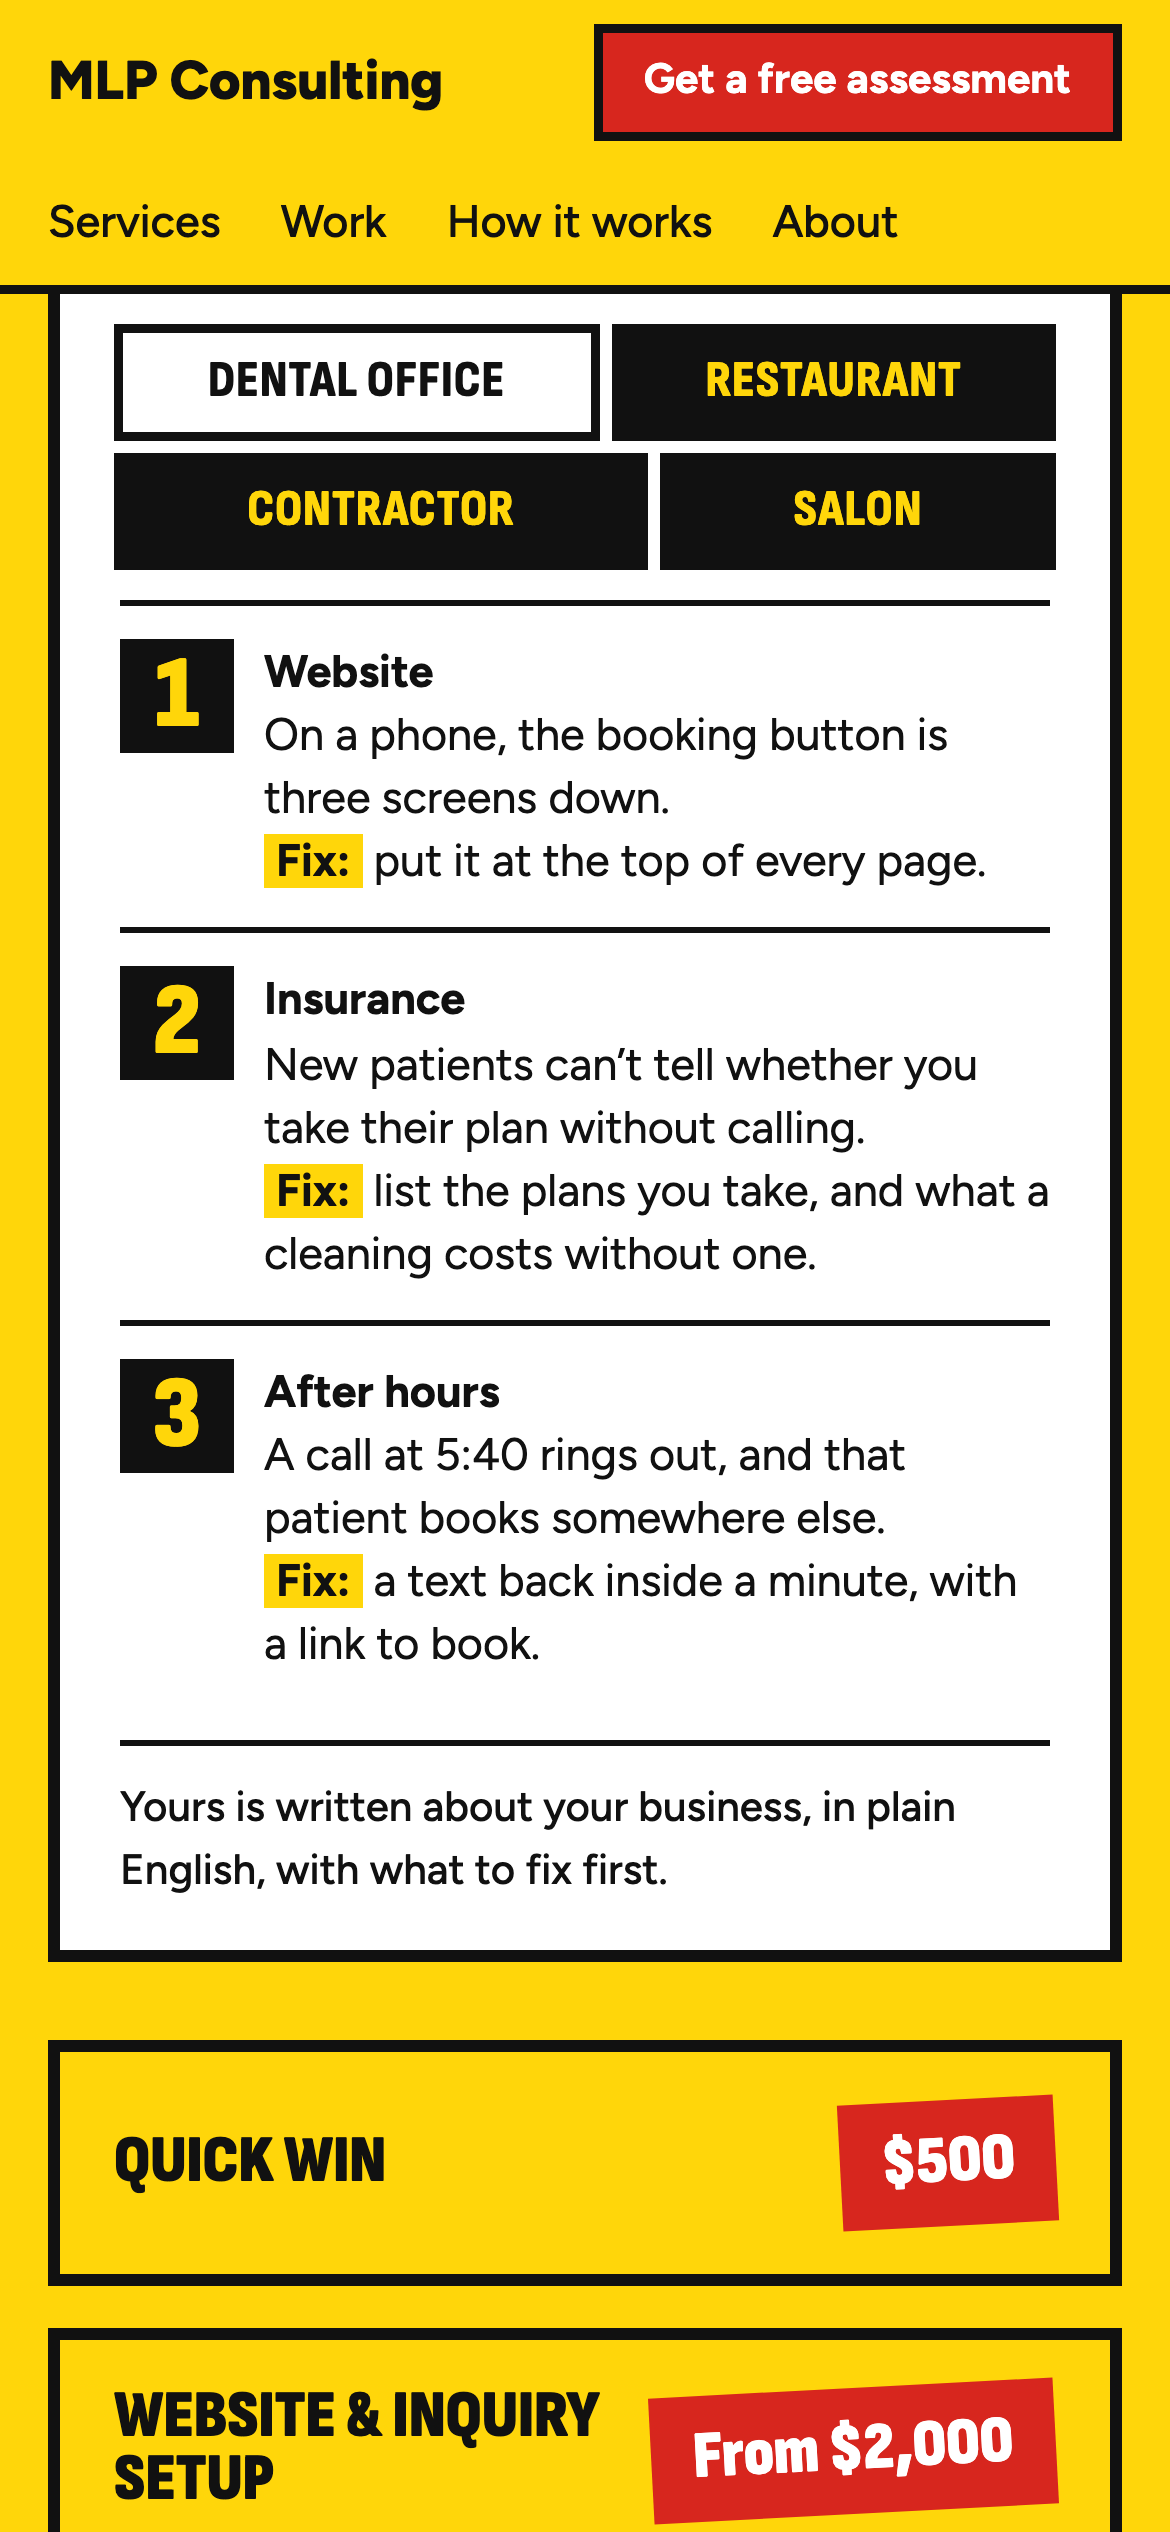 MLP Consulting
Get a free assessment
Services Work How it works About
DENTAL OFFICE
RESTAURANT
CONTRACTOR
SALON
1
Website
On a phone, the booking button is
three screens down.
Fix: put it at the top of every page.
2
Insurance
New patients can’t tell whether you
take their plan without calling.
Fix: list the plans you take, and what a
cleaning costs without one.
3
After hours
A call at 5:40 rings out, and that
patient books somewhere else.
Fix: a text back inside a minute, with
a link to book.
Yours is written about your business, in plain
English, with what to fix first.
QUICK WIN
$500
WEBSITE & INQUIRY
SETUP
From $2,000